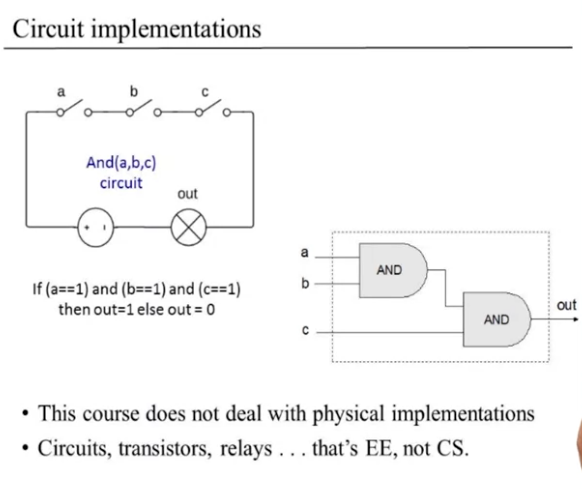 Circuit implementations
a b c
And(a,b,c)
circuit
out
+ -
If (a==1) and (b==1) and (c==1)
then out=1 else out = 0
a
b
c
AND
AND
out
• This course does not deal with physical implementations
• Circuits, transistors, relays . . . that's EE, not CS.